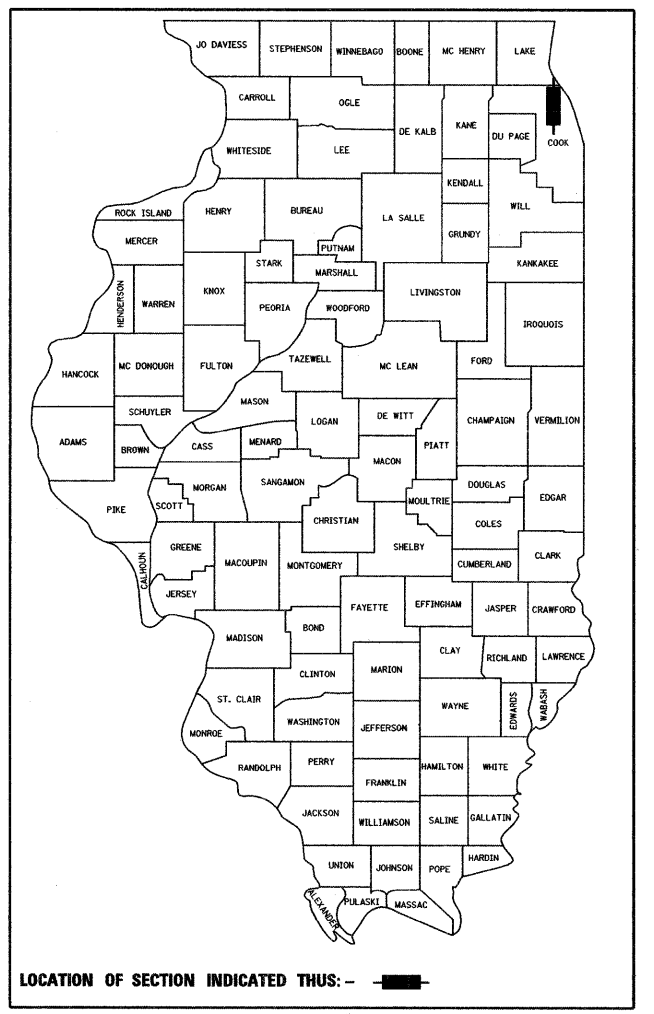 JO DAVIESS
STEPHENSON
WINNEBAGO
BOONE
MC HENRY
LAKE
CARROLL
OGLE
DE KALB
KANE
DU PAGE
COOK
WHITESIDE
LEE
KENDALL
ROCK ISLAND
HENRY
BUREAU
LA SALLE
WILL
MERCER
PUTNAM
GRUNDY
STARK
MARSHALL
KANKAKEE
HENDERSON
WARREN
KNOX
PEORIA
WOODFORD
LIVINGSTON
IROQUOIS
HANCOCK
MC DONOUGH
FULTON
TAZEWELL
MC LEAN
FORD
SCHUYLER
MASON
LOGAN
DE WITT
CHAMPAIGN
VERMILION
ADAMS
BROWN
CASS
MENARD
PIATT
MACON
PIKE
SCOTT
MORGAN
SANGAMON
CHRISTIAN
MOULTRIE
DOUGLAS
EDGAR
COLES
CALHOUN
GREENE
MACOUPIN
MONTGOMERY
SHELBY
CUMBERLAND
CLARK
JERSEY
FAYETTE
EFFINGHAM
JASPER
CRAWFORD
MADISON
BOND
CLAY
RICHLAND
LAWRENCE
CLINTON
MARION
ST. CLAIR
WAYNE
EDWARDS
WABASH
MONROE
WASHINGTON
JEFFERSON
RANDOLPH
PERRY
HAMILTON
WHITE
FRANKLIN
JACKSON
WILLIAMSON
SALINE
GALLATIN
UNION
JOHNSON
POPE
HARDIN
ALEXANDER
PULASKI
MASSAC
LOCATION OF SECTION INDICATED THUS: -